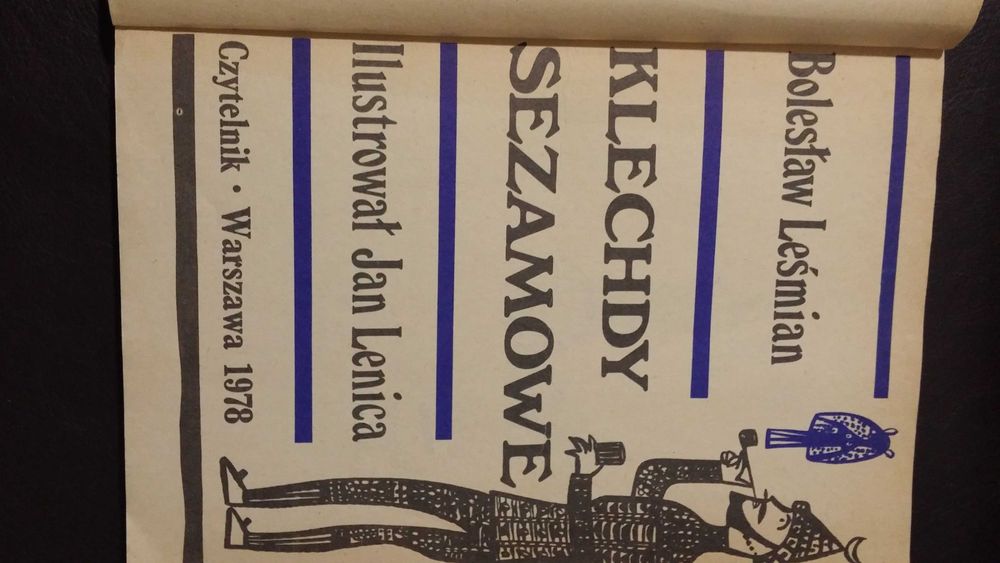 Bolesław Leśmian
KLECHDY
SEZAMOWE
Ilustrował Jan Lenica
Czytelnik • Warszawa 1978